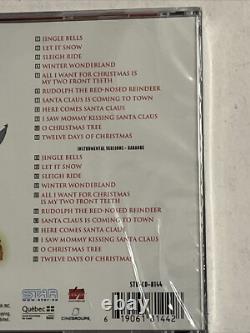 JINGLE BELLS
LET IT SNOW
SLEIGH RIDE
WINTER WONDERLAND
ALL I WANT FOR CHRISTMAS IS
MY TWO FRONT TEETH
RUDOLPH THE RED-NOSED REINDEER
SANTA CLAUS IS COMING TO TOWN
HERE COMES SANTA CLAUS
I SAW MOMMY KISSING SANTA CLAUS
O CHRISTMAS TREE
TWELVE DAYS OF CHRISTMAS
INSTRUMENTAL VERSIONS - KARAOKE
JINGLE BELLS
LET IT SNOW
SLEIGH RIDE
WINTER WONDERLAND
ALL I WANT FOR CHRISTMAS IS
MY TWO FRONT TEETH
RUDOLPH THE RED-NOSED REINDEER
SANTA CLAUS IS COMING TO TOWN
HERE COMES SANTA CLAUS
I SAW MOMMY KISSING SANTA CLAUS
O CHRISTMAS TREE
TWELVE DAYS OF CHRISTMAS
STAR
STR-CD-8144
Québec
CINÉGROUPE
6 19061 81442